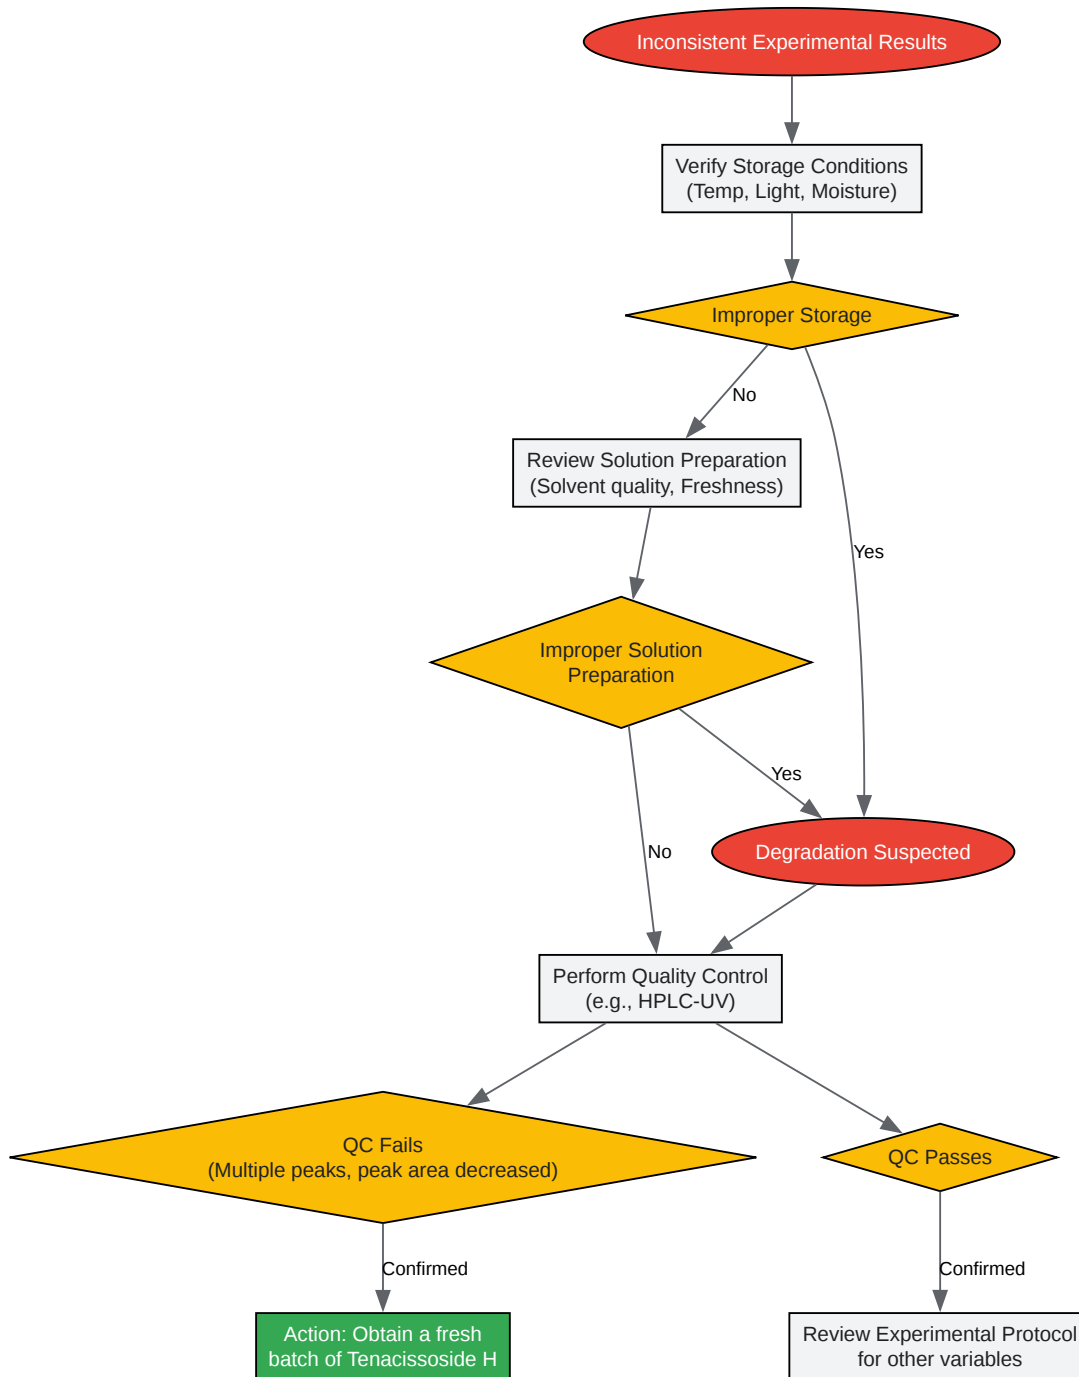 Inconsistent Experimental Results
Verify Storage Conditions
(Temp, Light, Moisture)
Improper Storage
No
Review Solution Preparation
(Solvent quality, Freshness)
Yes
Improper Solution
Preparation
Yes
No
Degradation Suspected
Perform Quality Control
(e.g., HPLC-UV)
QC Fails
(Multiple peaks, peak area decreased)
QC Passes
Confirmed
Confirmed
Action: Obtain a fresh
batch of Tenacissoside H
Review Experimental Protocol
for other variables